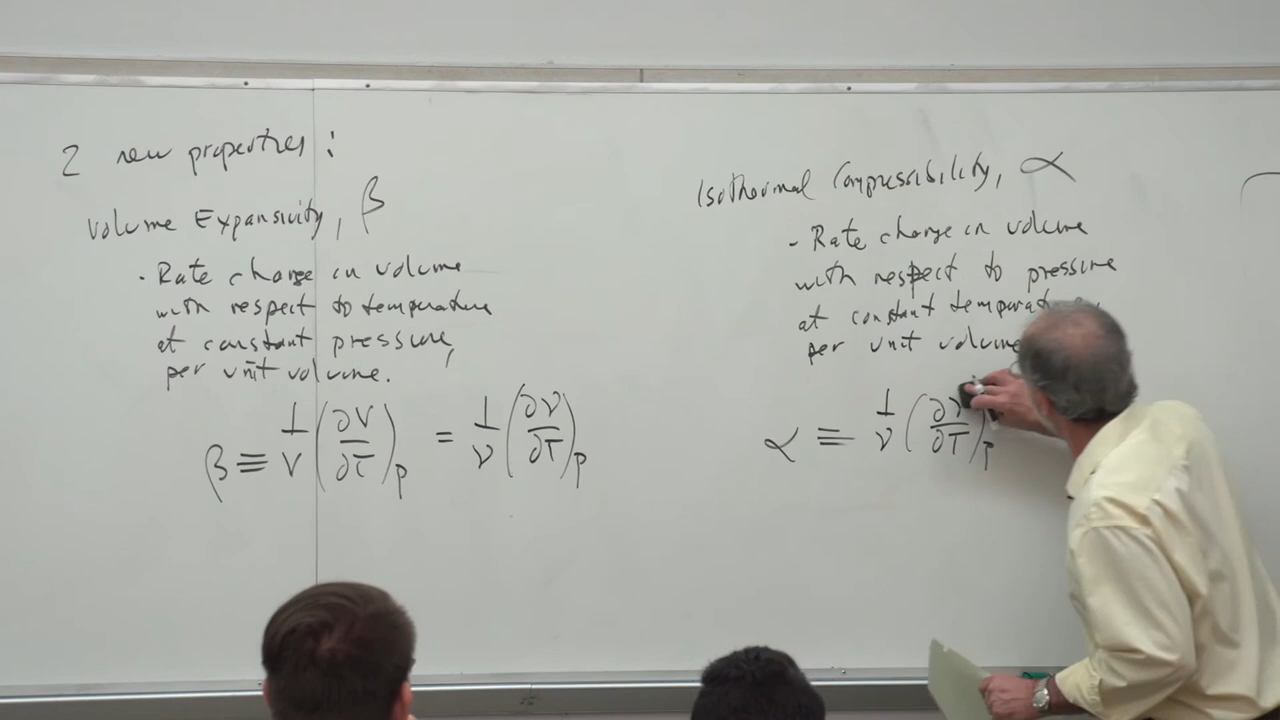 2 new properties:
Volume Expansivity, β
· Rate change in volume
with respect to temperature
at constant pressure,
per unit volume.
β ≡ 1/V (∂V/∂T)p = 1/v (∂v/∂T)p
Isothermal Compressibility, α
- Rate change in volume
with respect to pressure
at constant
per unit volume
α ≡ 1/v (∂v/∂T)p